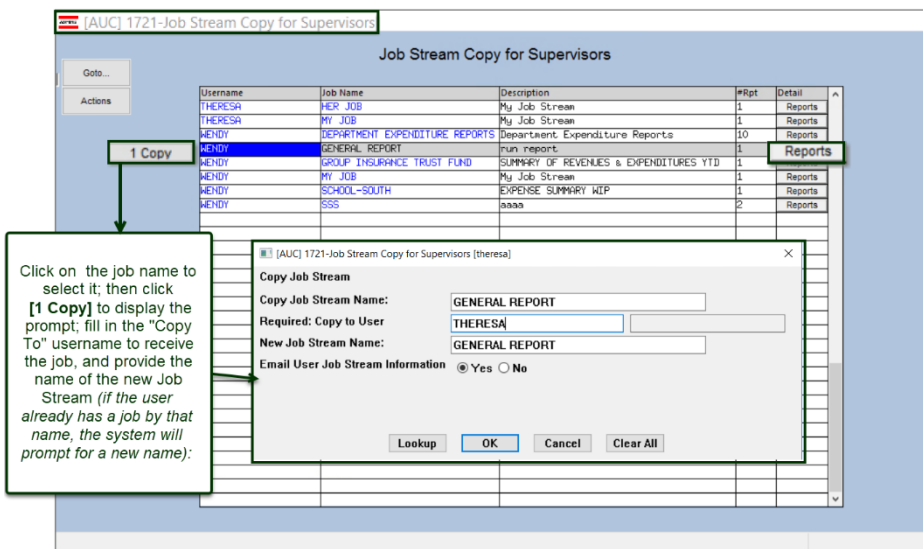 [AUC] 1721-Job Stream Copy for Supervisors
Job Stream Copy for Supervisors
Goto...
Actions
Username Job Name Description #Rpt Detail
THERESA HER JOB My Job Stream 1 Reports
THERESA MY JOB My Job Stream 1 Reports
WENDY DEPARTMENT EXPENDITURE REPORTS Department Expenditure Reports 10 Reports
1 Copy WENDY GENERAL REPORT run report 1 Reports
WENDY GROUP INSURANCE TRUST FUND SUMMARY OF REVENUES & EXPENDITURES YTD 1
WENDY MY JOB My Job Stream 1 Reports
WENDY SCHOOL-SOUTH EXPENSE SUMMARY WIP 1 Reports
WENDY SSS aaaa 2 Reports
Click on the job name to
select it; then click
[1 Copy] to display the
prompt; fill in the "Copy
To" username to receive
the job, and provide the
name of the new Job
Stream (if the user
already has a job by that
name, the system will
prompt for a new name):
[AUC] 1721-Job Stream Copy for Supervisors [theresa]
Copy Job Stream
Copy Job Stream Name: GENERAL REPORT
Required: Copy to User THERESA
New Job Stream Name: GENERAL REPORT
Email User Job Stream Information Yes No
Lookup OK Cancel Clear All